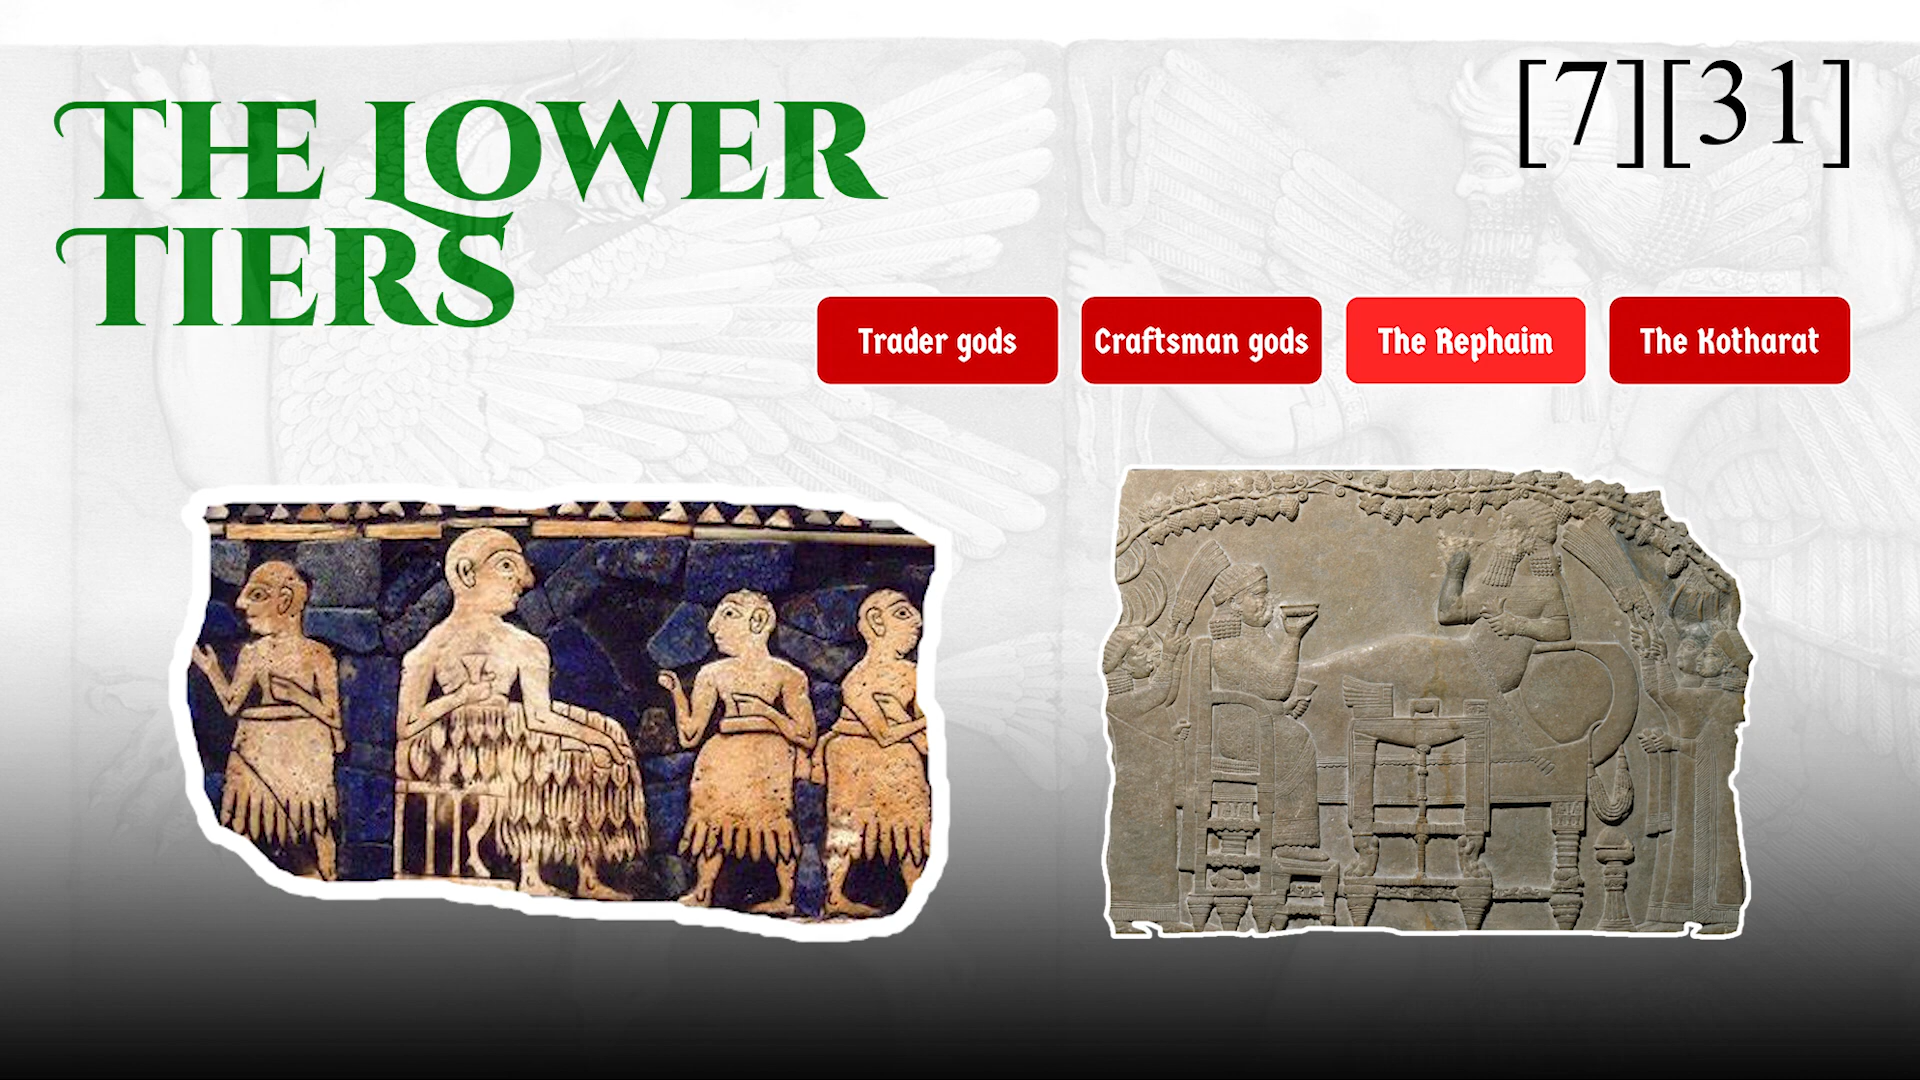 THE LOWER
TIERS
[7][31]
Trader gods
Craftsman gods
The Rephaim
The Kotharat